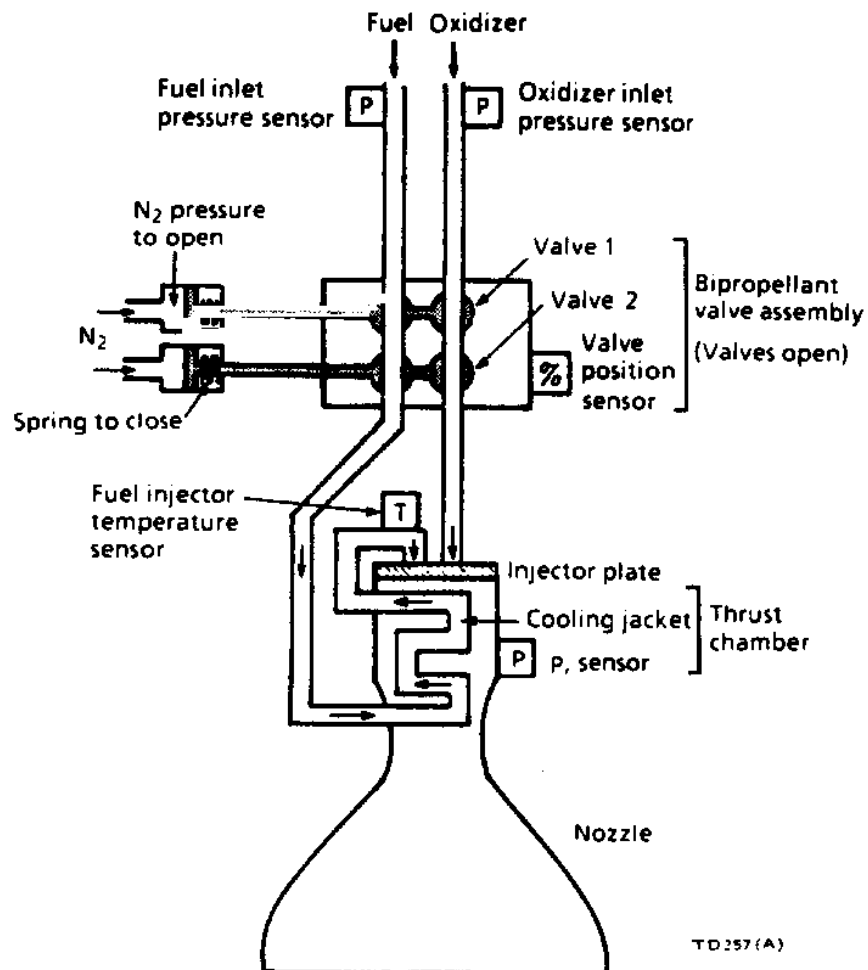 Fuel Oxidizer
Fuel inlet
pressure sensor
P
P
Oxidizer inlet
pressure sensor
N₂ pressure
to open
N₂
Spring to close
Valve 1
Valve 2
Valve
position
sensor
%
Bipropellant
valve assembly
(Valves open)
Fuel injector
temperature
sensor
T
Injector plate
Cooling jacket
Thrust
chamber
P
P, sensor
Nozzle
TD257(A)